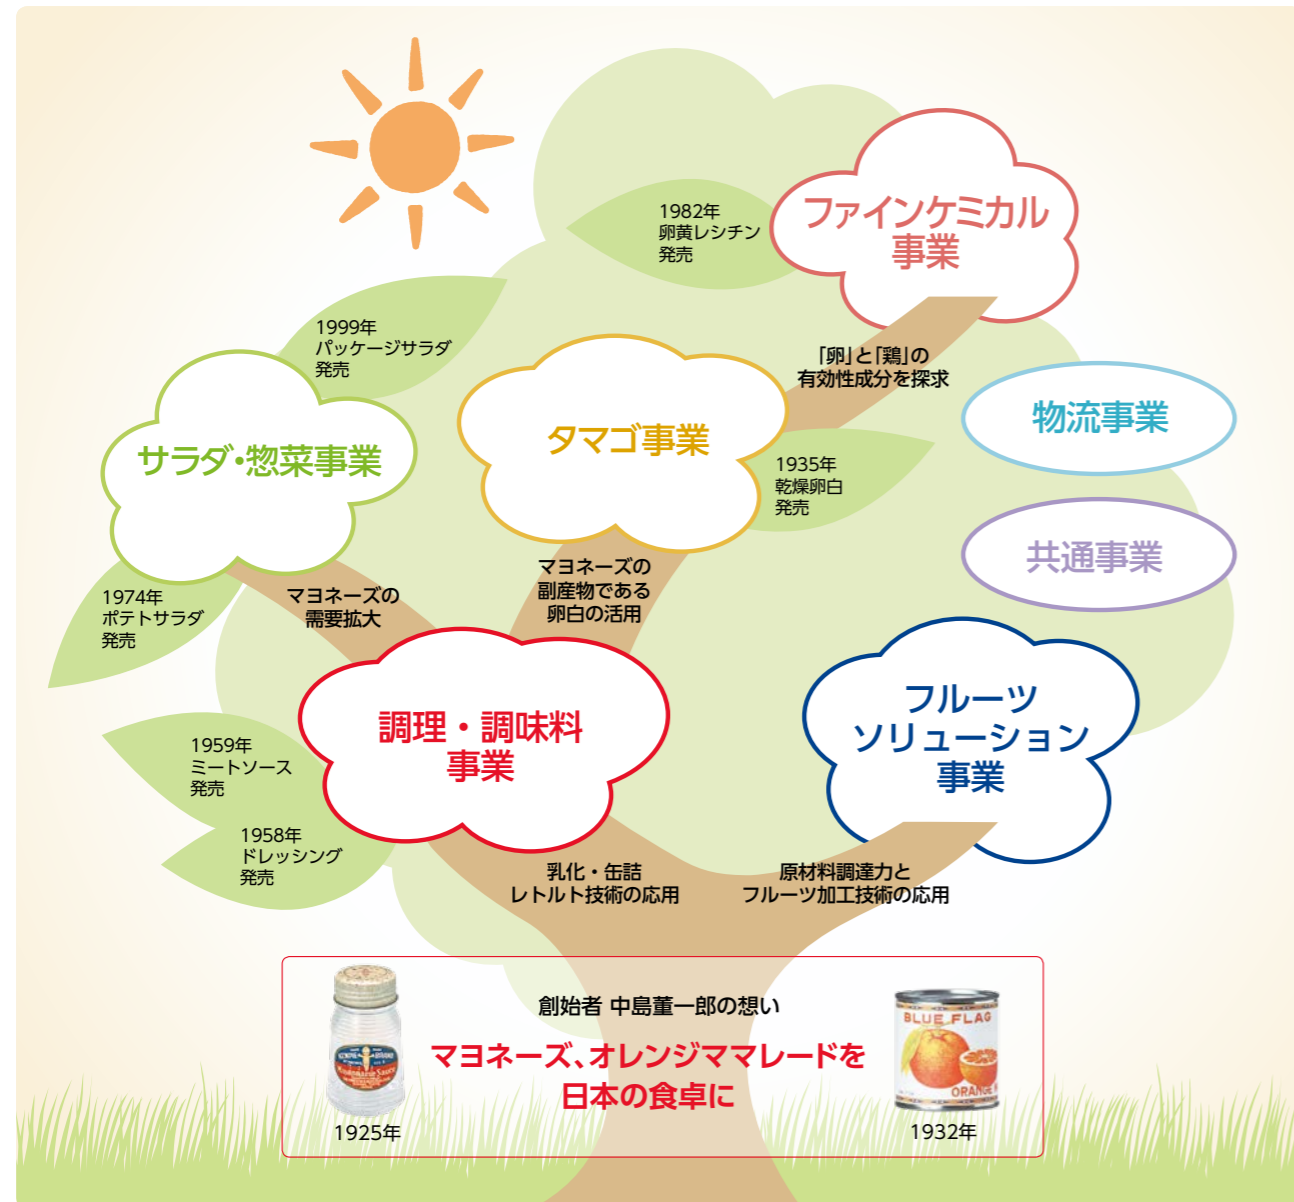 ファインケミカル
事業
1982年
卵黄レシチン
発売
1999年
パッケージサラダ
発売
「卵」と「鶏」の
有効性成分を探求
サラダ・惣菜事業
タマゴ事業
物流事業
1935年
乾燥卵白
発売
共通事業
1974年
ポテトサラダ
発売
マヨネーズの
需要拡大
マヨネーズの
副産物である
卵白の活用
調理・調味料
事業
フルーツ
ソリューション
事業
1959年
ミートソース
発売
1958年
ドレッシング
発売
乳化・缶詰
レトルト技術の応用
原材料調達力と
フルーツ加工技術の応用
創始者 中島董一郎の想い
マヨネーズ、オレンジママレードを
日本の食卓に
Mayonnaise Sauce
1925年
BLUE FLAG
ORANGE
1932年